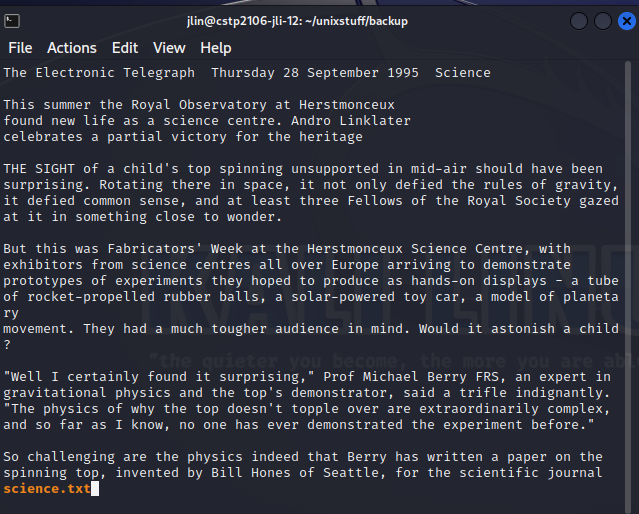 jlin@cstp2106-jli-12: ~/unixstuff/backup
File Actions Edit View Help
The Electronic Telegraph  Thursday 28 September 1995  Science
This summer the Royal Observatory at Herstmonceux
found new life as a science centre. Andro Linklater
celebrates a partial victory for the heritage
THE SIGHT of a child's top spinning unsupported in mid-air should have been
surprising. Rotating there in space, it not only defied the rules of gravity,
it defied common sense, and at least three Fellows of the Royal Society gazed
at it in something close to wonder.
But this was Fabricators' Week at the Herstmonceux Science Centre, with
exhibitors from science centres all over Europe arriving to demonstrate
prototypes of experiments they hoped to produce as hands-on displays - a tube
of rocket-propelled rubber balls, a solar-powered toy car, a model of planeta
ry
movement. They had a much tougher audience in mind. Would it astonish a child
?
"the quieter you become, the more you are abl
"Well I certainly found it surprising," Prof Michael Berry FRS, an expert in
gravitational physics and the top's demonstrator, said a trifle indignantly.
"The physics of why the top doesn't topple over are extraordinarily complex,
and so far as I know, no one has ever demonstrated the experiment before."
So challenging are the physics indeed that Berry has written a paper on the
spinning top, invented by Bill Hones of Seattle, for the scientific journal
science.txt